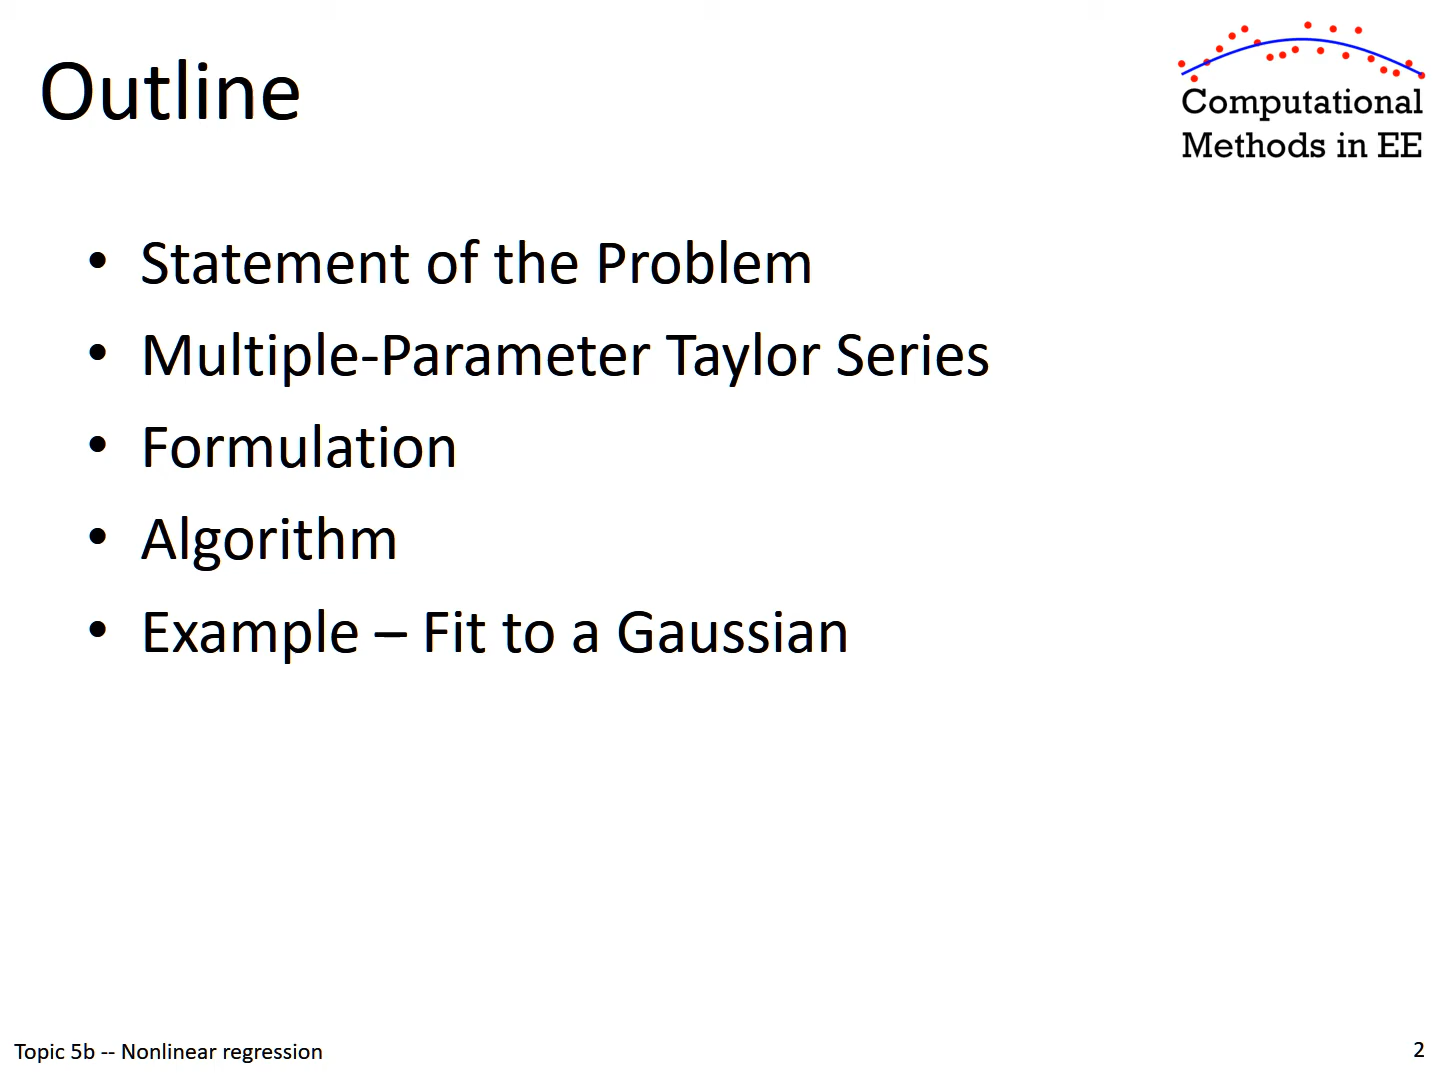 Outline
Computational
Methods in EE
• Statement of the Problem
• Multiple-Parameter Taylor Series
• Formulation
• Algorithm
• Example – Fit to a Gaussian
Topic 5b -- Nonlinear regression
2